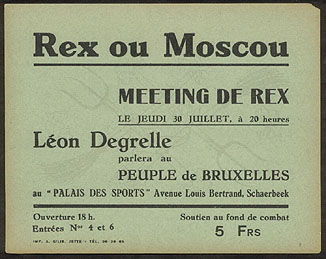 Rex ou Moscou
MEETING DE REX
LE JEUDI 30 JUILLET, à 20 heures
Léon Degrelle
parlera au
PEUPLE DE BRUXELLES
au "PALAIS DES SPORTS" Avenue Louis Bertrand, Schaerbeek
Ouverture 18 h.
Entrées Nos 4 et 6
Soutien au fond de combat
5 FRS